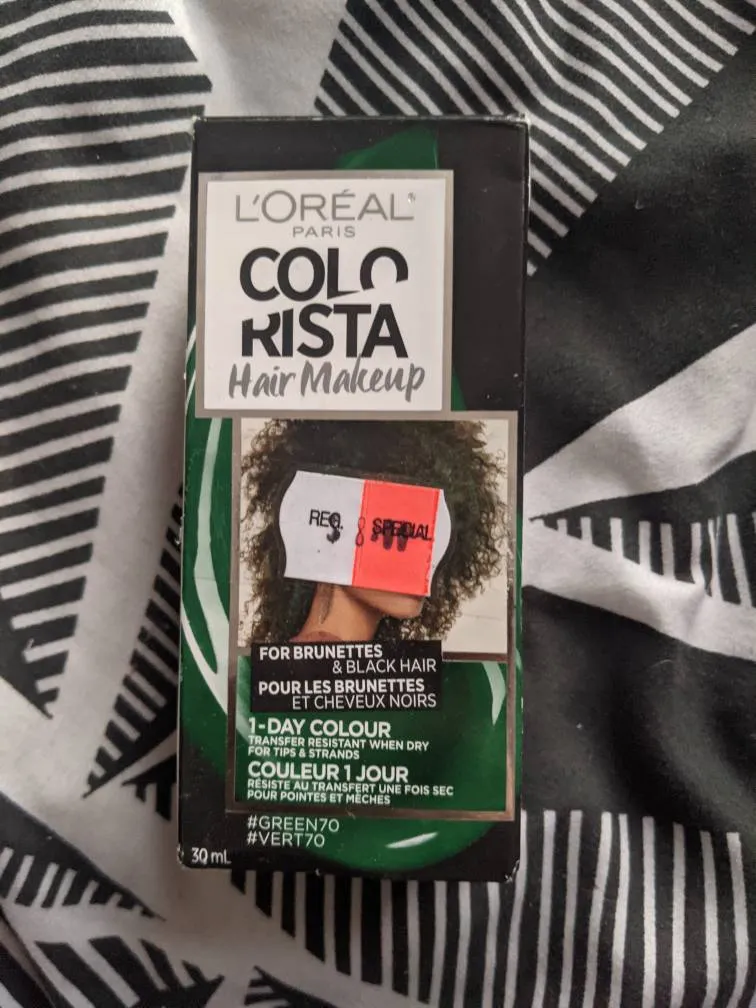 L'ORÉAL
PARIS
COLO
RISTA
Hair Makeup
REG. SPECIAL
FOR BRUNETTES
& BLACK HAIR
POUR LES BRUNETTES
ET CHEVEUX NOIRS
1-DAY COLOUR
TRANSFER RESISTANT WHEN DRY
FOR TIPS & STRANDS
COULEUR 1 JOUR
RÉSISTE AU TRANSFERT UNE FOIS SEC
POUR POINTES ET MÈCHES
#GREEN70
#VERT70
30 mL